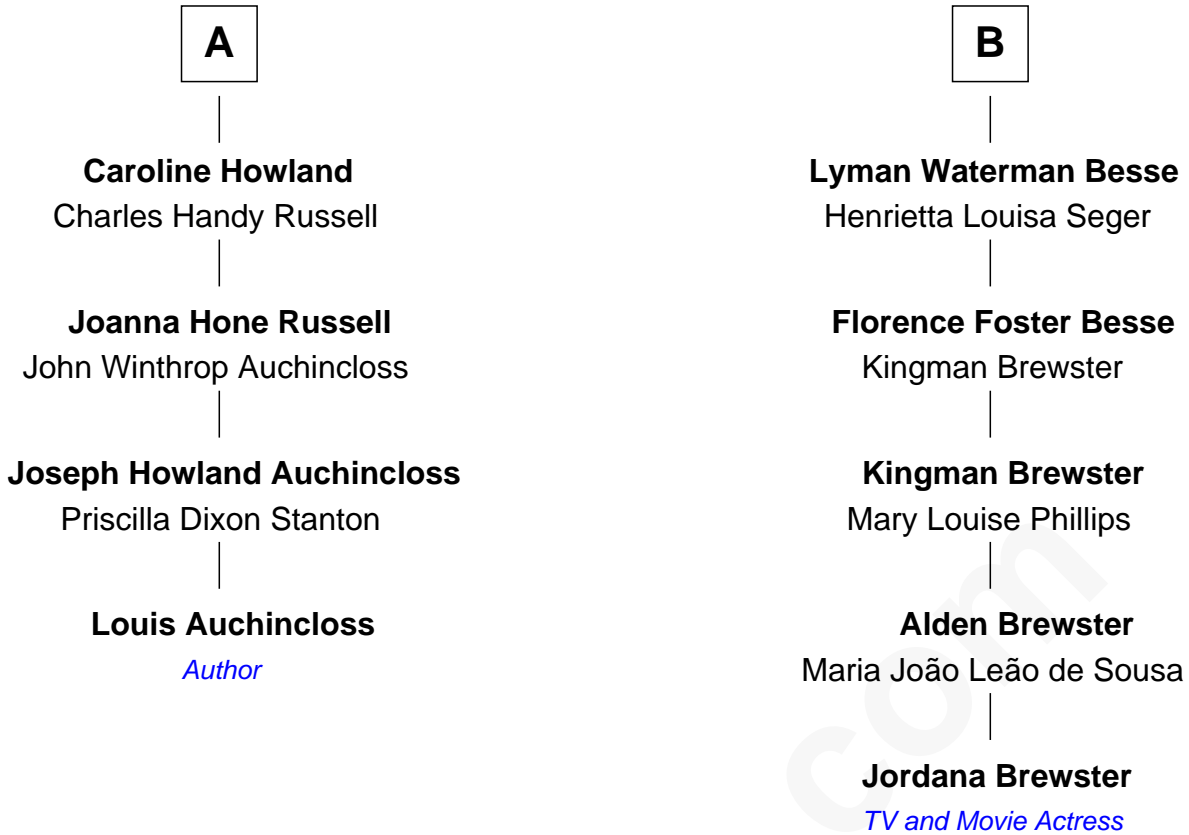 A
Caroline Howland
Charles Handy Russell
Joanna Hone Russell
John Winthrop Auchincloss
Joseph Howland Auchincloss
Priscilla Dixon Stanton
Louis Auchincloss
Author
B
Lyman Waterman Besse
Henrietta Louisa Seger
Florence Foster Besse
Kingman Brewster
Kingman Brewster
Mary Louise Phillips
Alden Brewster
Maria João Leão de Sousa
Jordana Brewster
TV and Movie Actress
com